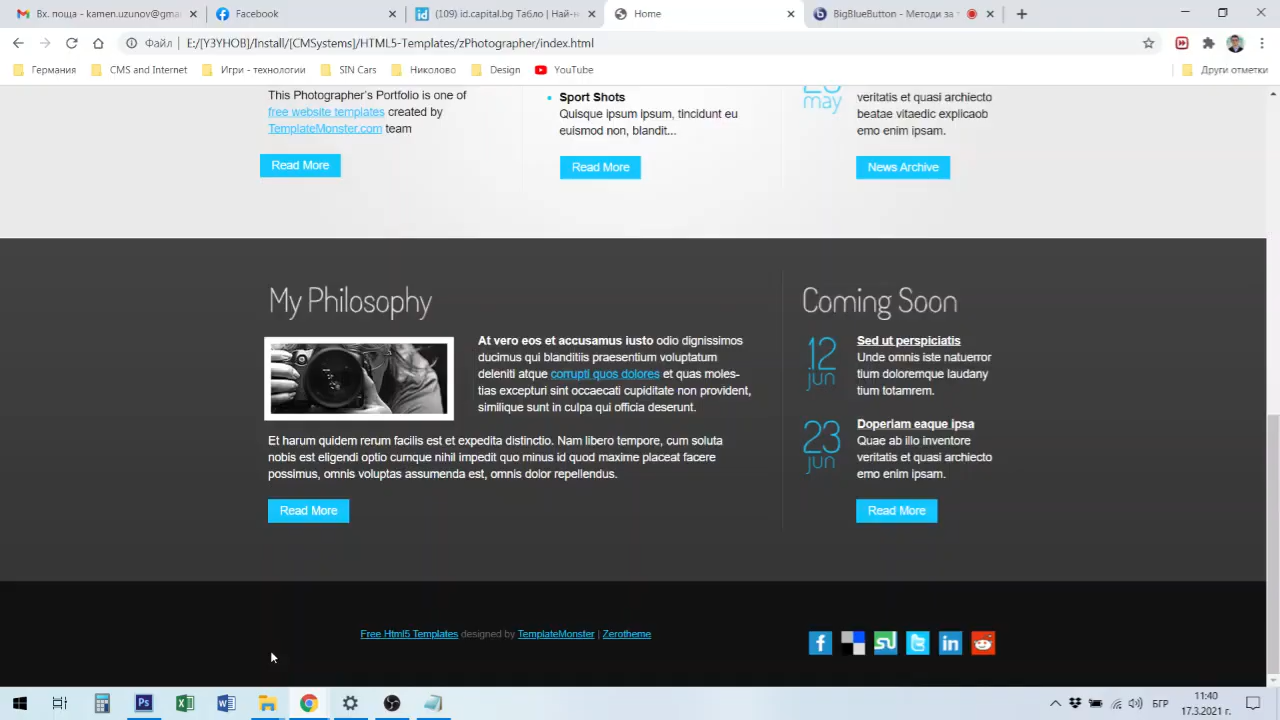 Вх. поща - kamen.uzunov@gma
Facebook
(109) id.capital.bg Табло | Най-н
Home
BigBlueButton - Методи за
Файл | E:/[УЗУНОВ]/Install/[CMSystems]/HTML5-Templates/zPhotographer/index.html
Германия
CMS and Internet
Игри - технологии
SIN Cars
Николово
Design
YouTube
Други отметки
This Photographer's Portfolio is one of
free website templates created by
TemplateMonster.com team
Read More
Sport Shots
Quisque ipsum ipsum, tincidunt eu
euismod non, blandit...
Read More
may
veritatis et quasi archiecto
beatae vitaedic explicaob
emo enim ipsam.
News Archive
My Philosophy
At vero eos et accusamus iusto odio dignissimos
ducimus qui blanditiis praesentium voluptatum
deleniti atque corrupti quos dolores et quas moles-
tias excepturi sint occaecati cupiditate non provident,
similique sunt in culpa qui officia deserunt.
Et harum quidem rerum facilis est et expedita distinctio. Nam libero tempore, cum soluta
nobis est eligendi optio cumque nihil impedit quo minus id quod maxime placeat facere
possimus, omnis voluptas assumenda est, omnis dolor repellendus.
Read More
Coming Soon
12
jun
Sed ut perspiciatis
Unde omnis iste natuerror
tium doloremque laudany
tium totamrem.
23
jun
Doperlam eaque ipsa
Quae ab illo inventore
veritatis et quasi archiecto
emo enim ipsam.
Read More
Free Html5 Templates designed by TemplateMonster | Zerotheme
БГР
11:40
17.3.2021 г.